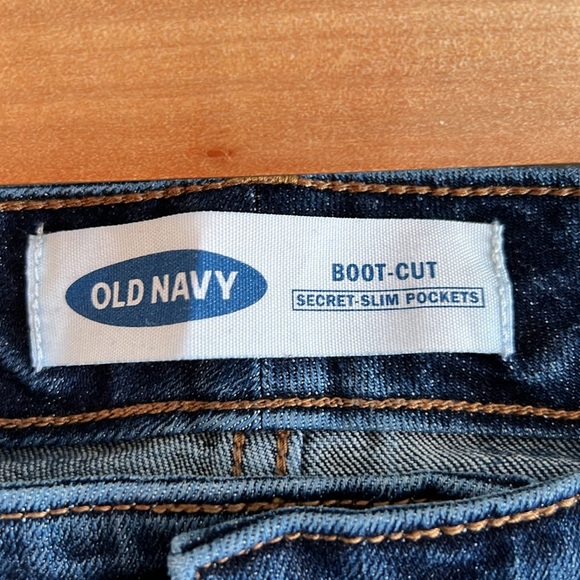 OLD NAVY
BOOT-CUT
SECRET-SLIM POCKETS